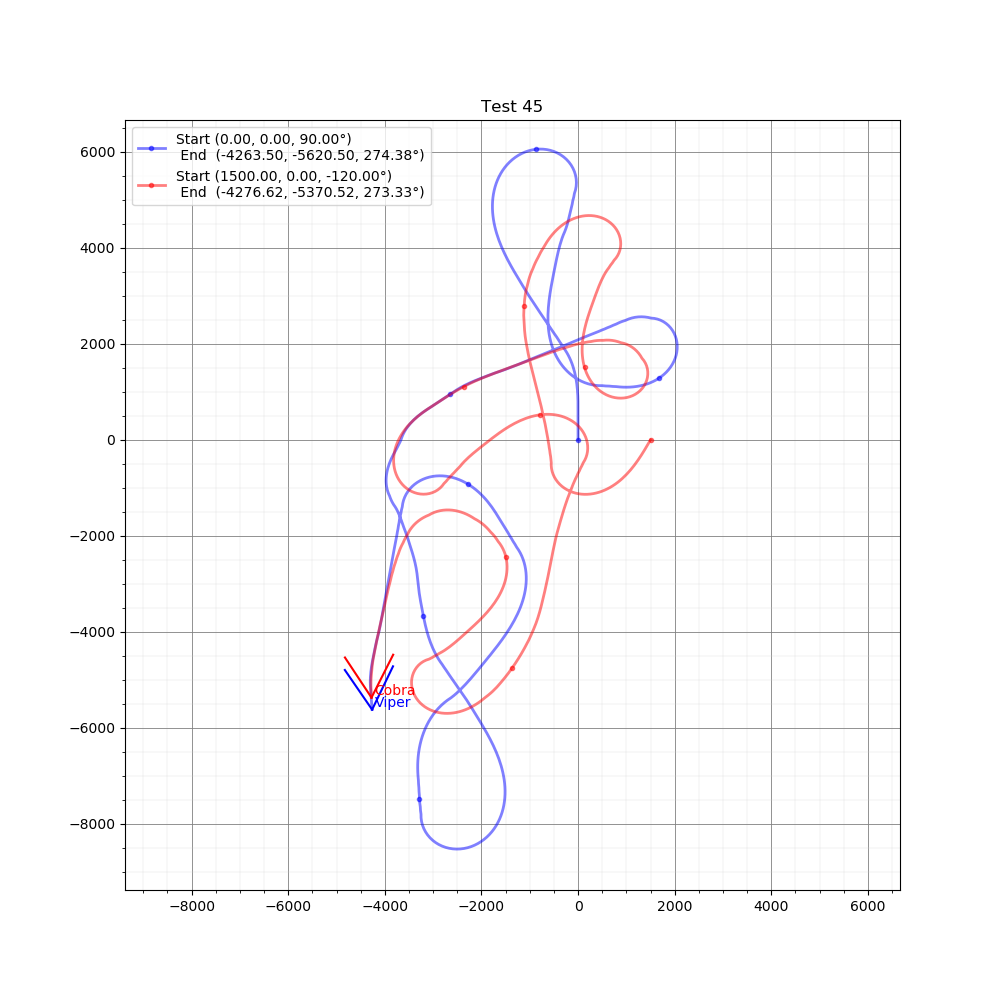 Test 45
Start (0.00, 0.00, 90.00°)
End (-4263.50, -5620.50, 274.38°)
Start (1500.00, 0.00, -120.00°)
End (-4276.62, -5370.52, 273.33°)
6000
4000
2000
0
−2000
−4000
−6000
−8000
Cobra
Viper
−8000 −6000 −4000 −2000 0 2000 4000 6000